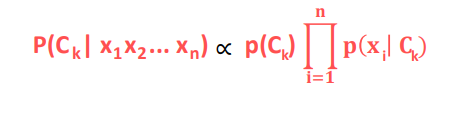 P(Cₖ| x₁x₂... xₙ) ∝ p(Cₖ) ∏ᵢ₌₁ⁿ p(xᵢ| Cₖ)